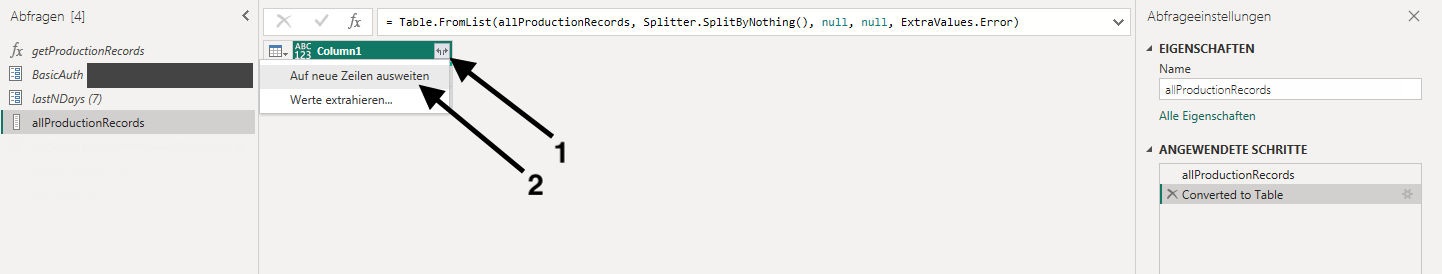 Abfragen [4]
fx getProductionRecords
BasicAuth
lastNDays (7)
allProductionRecords
fx = Table.FromList(allProductionRecords, Splitter.SplitByNothing(), null, null, ExtraValues.Error)
ABC 123 Column1
Auf neue Zeilen ausweiten
Werte extrahieren...
1
2
Abfrageeinstellungen
EIGENSCHAFTEN
Name
allProductionRecords
Alle Eigenschaften
ANGEWENDETE SCHRITTE
allProductionRecords
Converted to Table